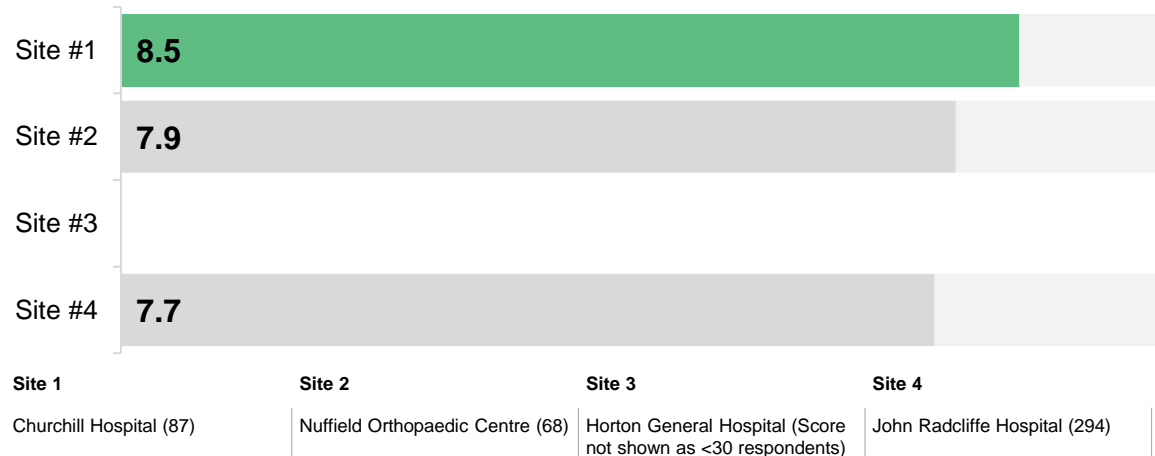 Site #1
8.5
Site #2
7.9
Site #3
Site #4
7.7
Site 1
Site 2
Site 3
Site 4
Churchill Hospital (87)
Nuffield Orthopaedic Centre (68)
Horton General Hospital (Score
not shown as <30 respondents)
John Radcliffe Hospital (294)